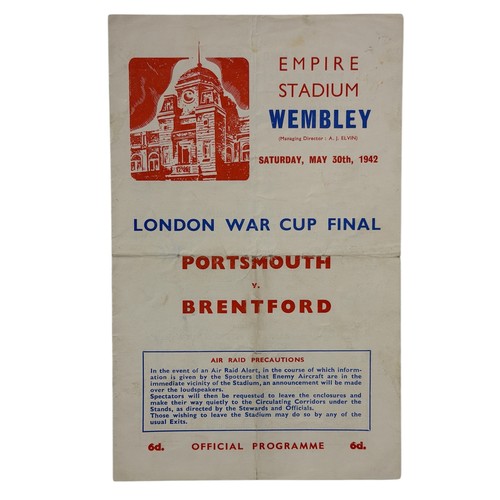 EMPIRE
STADIUM
WEMBLEY
(Managing Director : A. J. ELVIN)
SATURDAY, MAY 30th, 1942
LONDON WAR CUP FINAL
PORTSMOUTH
v.
BRENTFORD
AIR RAID PRECAUTIONS
In the event of an Air Raid Alert, in the course of which inform-
ation is given by the Spotters that Enemy Aircraft are in the
immediate vicinity of the Stadium, an announcement will be made
over the loudspeakers.
Spectators will then be requested to leave the enclosures and
make their way quietly to the Circulating Corridors under the
Stands, as directed by the Stewards and Officials.
Those wishing to leave the Stadium may do so by any of the
usual Exits.
6d. OFFICIAL PROGRAMME 6d.